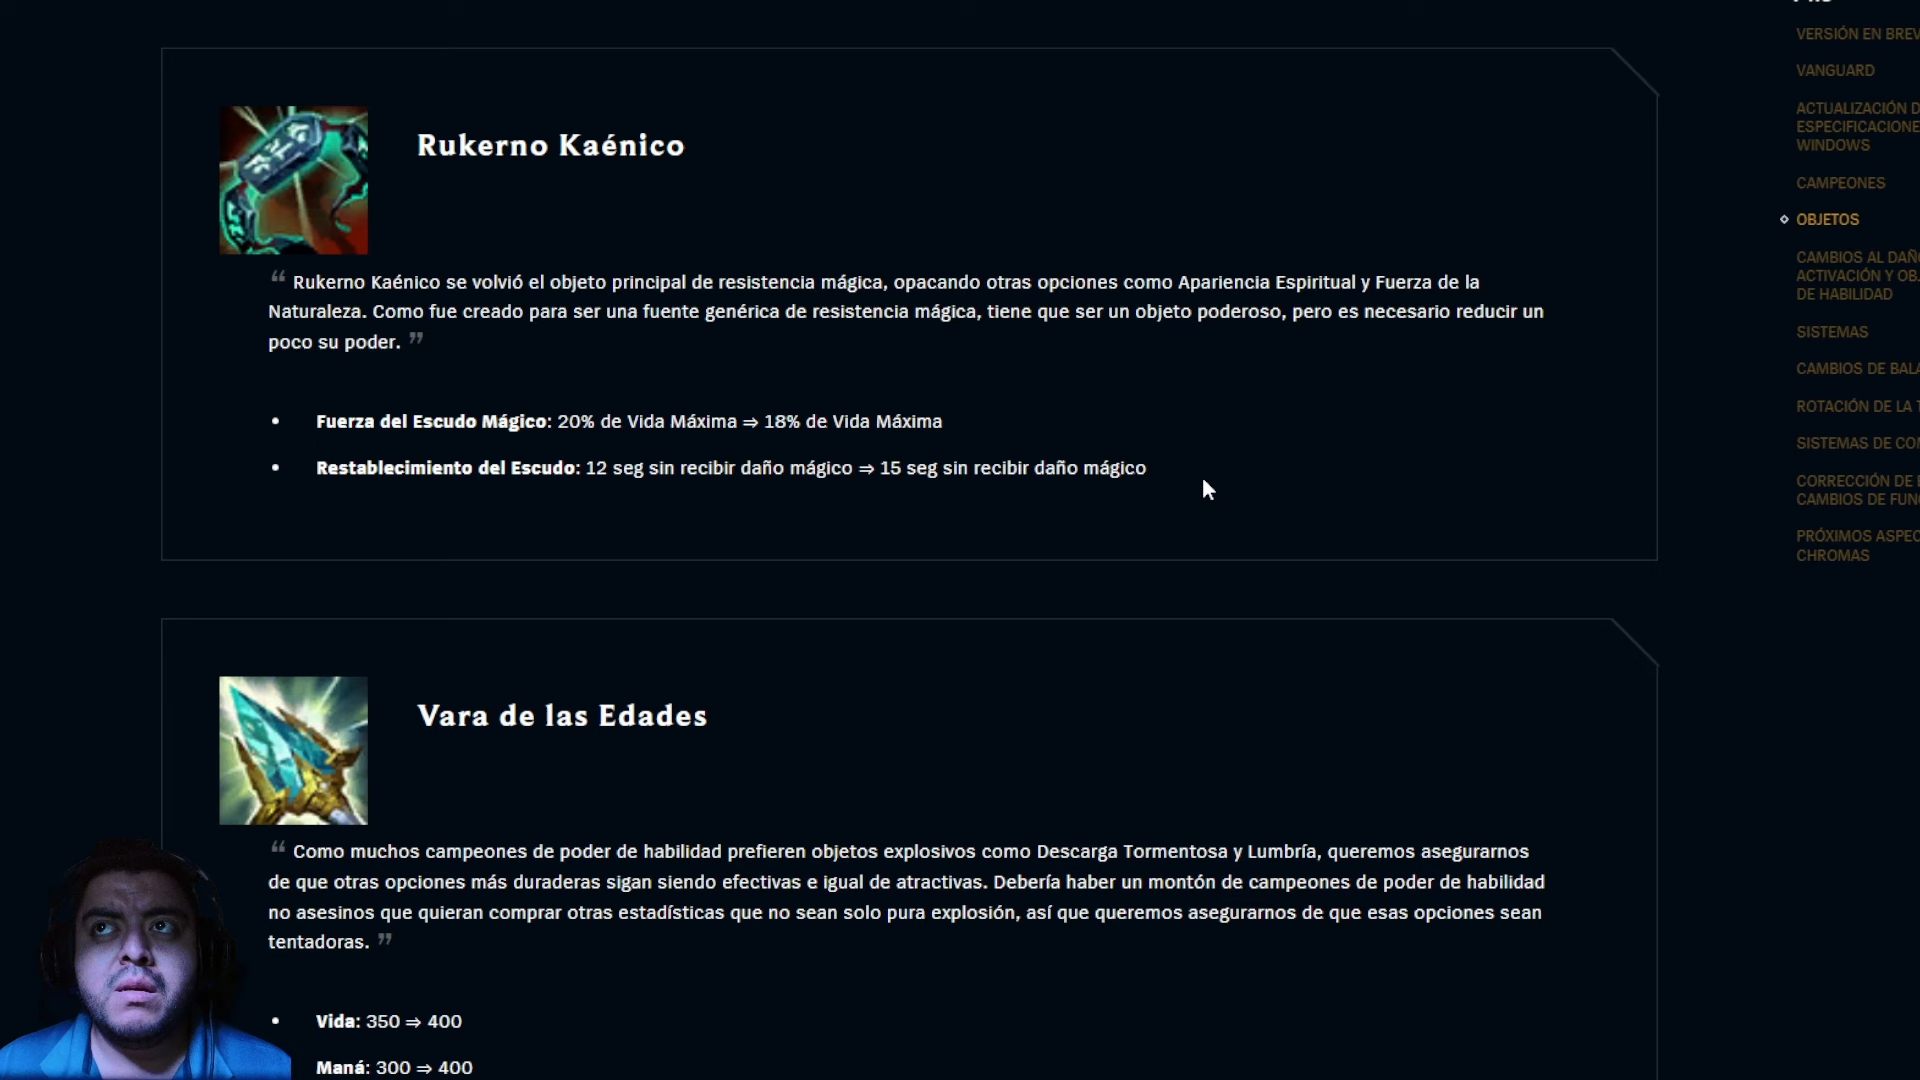 Rukerno Kaénico
“ Rukerno Kaénico se volvió el objeto principal de resistencia mágica, opacando otras opciones como Apariencia Espiritual y Fuerza de la
Naturaleza. Como fue creado para ser una fuente genérica de resistencia mágica, tiene que ser un objeto poderoso, pero es necesario reducir un
poco su poder. ”
• Fuerza del Escudo Mágico: 20% de Vida Máxima ⇒ 18% de Vida Máxima
• Restablecimiento del Escudo: 12 seg sin recibir daño mágico ⇒ 15 seg sin recibir daño mágico
Vara de las Edades
“ Como muchos campeones de poder de habilidad prefieren objetos explosivos como Descarga Tormentosa y Lumbría, queremos asegurarnos
de que otras opciones más duraderas sigan siendo efectivas e igual de atractivas. Debería haber un montón de campeones de poder de habilidad
no asesinos que quieran comprar otras estadísticas que no sean solo pura explosión, así que queremos asegurarnos de que esas opciones sean
tentadoras. ”
• Vida: 350 ⇒ 400
Maná: 300 ⇒ 400
VERSIÓN EN BREV
VANGUARD
ACTUALIZACIÓN D
ESPECIFICACIONE
WINDOWS
CAMPEONES
OBJETOS
CAMBIOS AL DAÑ
ACTIVACIÓN Y OB
DE HABILIDAD
SISTEMAS
CAMBIOS DE BALA
ROTACIÓN DE LA T
SISTEMAS DE CO
CORRECCIÓN DE
CAMBIOS DE FUN
PRÓXIMOS ASPEC
CHROMAS